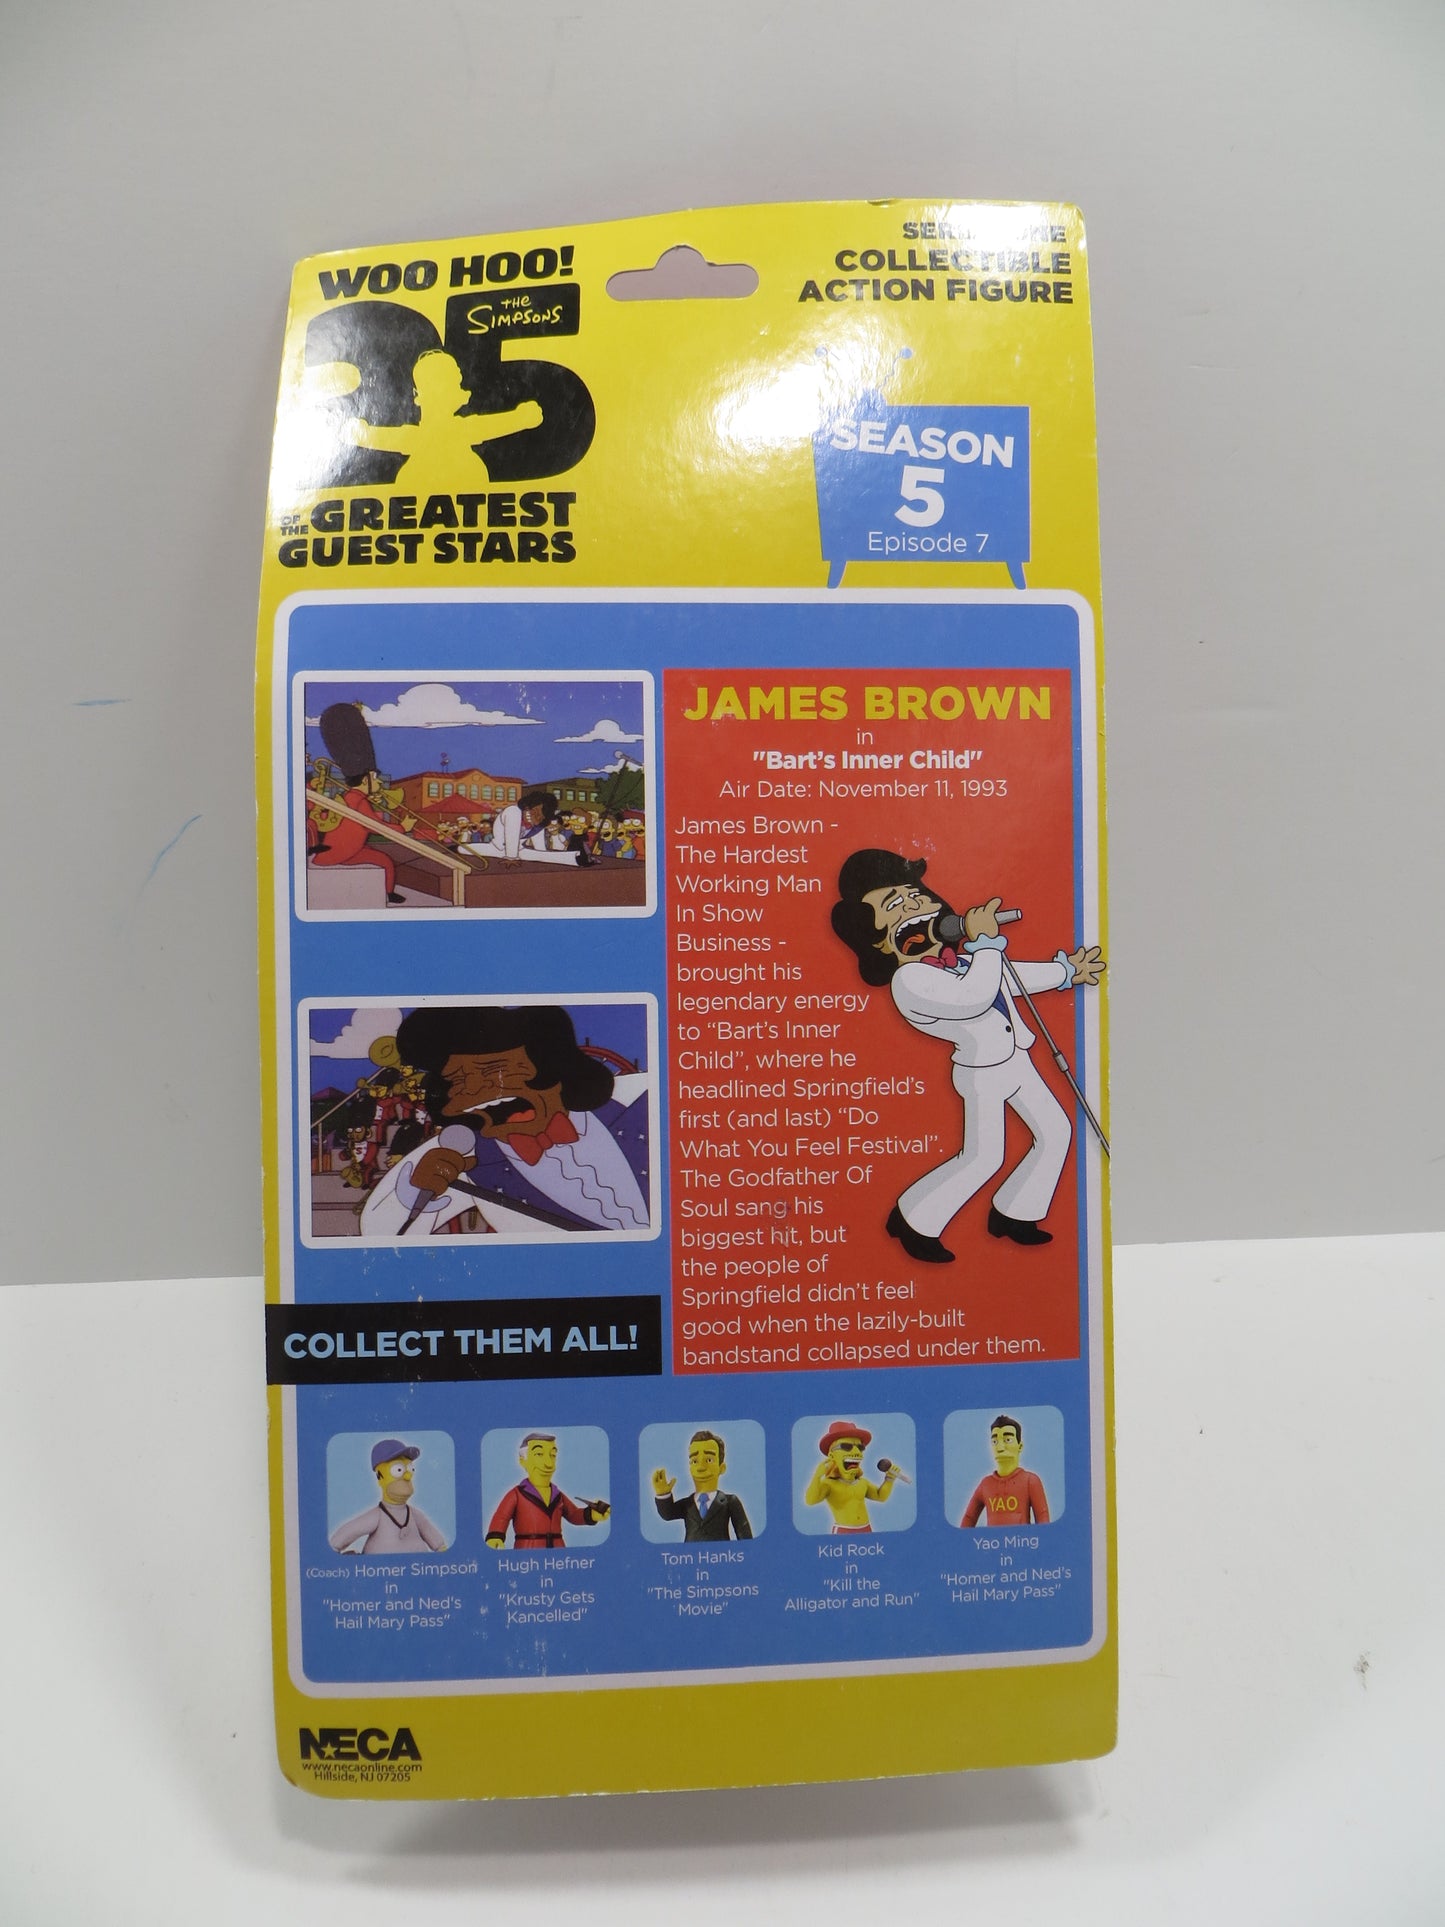 WOO HOO!
THE
SIMPSONS
25
OF THE GREATEST
GUEST STARS
COLLECTIBLE
ACTION FIGURE
SEASON
5
Episode 7
JAMES BROWN
in
"Bart's Inner Child"
Air Date: November 11, 1993
James Brown -
The Hardest
Working Man
In Show
Business -
brought his
legendary energy
to “Bart’s Inner
Child”, where he
headlined Springfield’s
first (and last) “Do
What You Feel Festival”.
The Godfather Of
Soul sang his
biggest hit, but
the people of
Springfield didn’t feel
good when the lazily-built
bandstand collapsed under them.
COLLECT THEM ALL!
(Coach) Homer Simpson
in
"Homer and Ned's
Hail Mary Pass"
Hugh Hefner
in
"Krusty Gets
Kancelled"
Tom Hanks
in
"The Simpsons
Movie"
Kid Rock
in
"Kill the
Alligator and Run"
YAO
Yao Ming
in
"Homer and Ned's
Hail Mary Pass"
NECA
www.necaonline.com
Hillside, NJ 07205